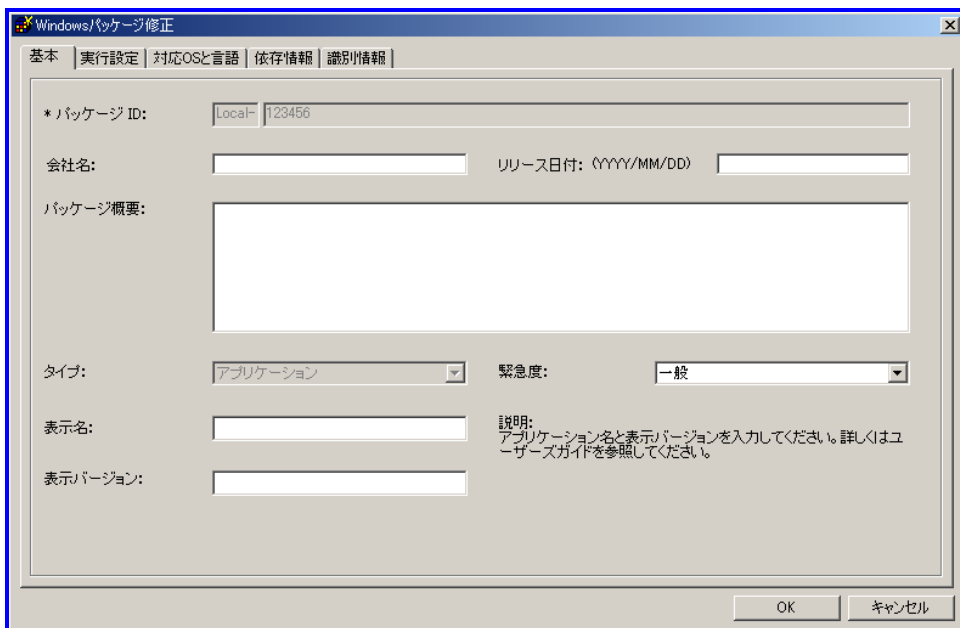 Windowsパッケージ修正
基本 実行設定 対応OSと言語 依存情報 識別情報
* パッケージ ID: Local- 123456
会社名: リリース日付: (YYYY/MM/DD)
パッケージ概要:
タイプ: アプリケーション 緊急度: 一般
表示名:
説明:
アプリケーション名と表示バージョンを入力してください。詳しくはユ
ーザーズガイドを参照してください。
表示バージョン:
OK キャンセル